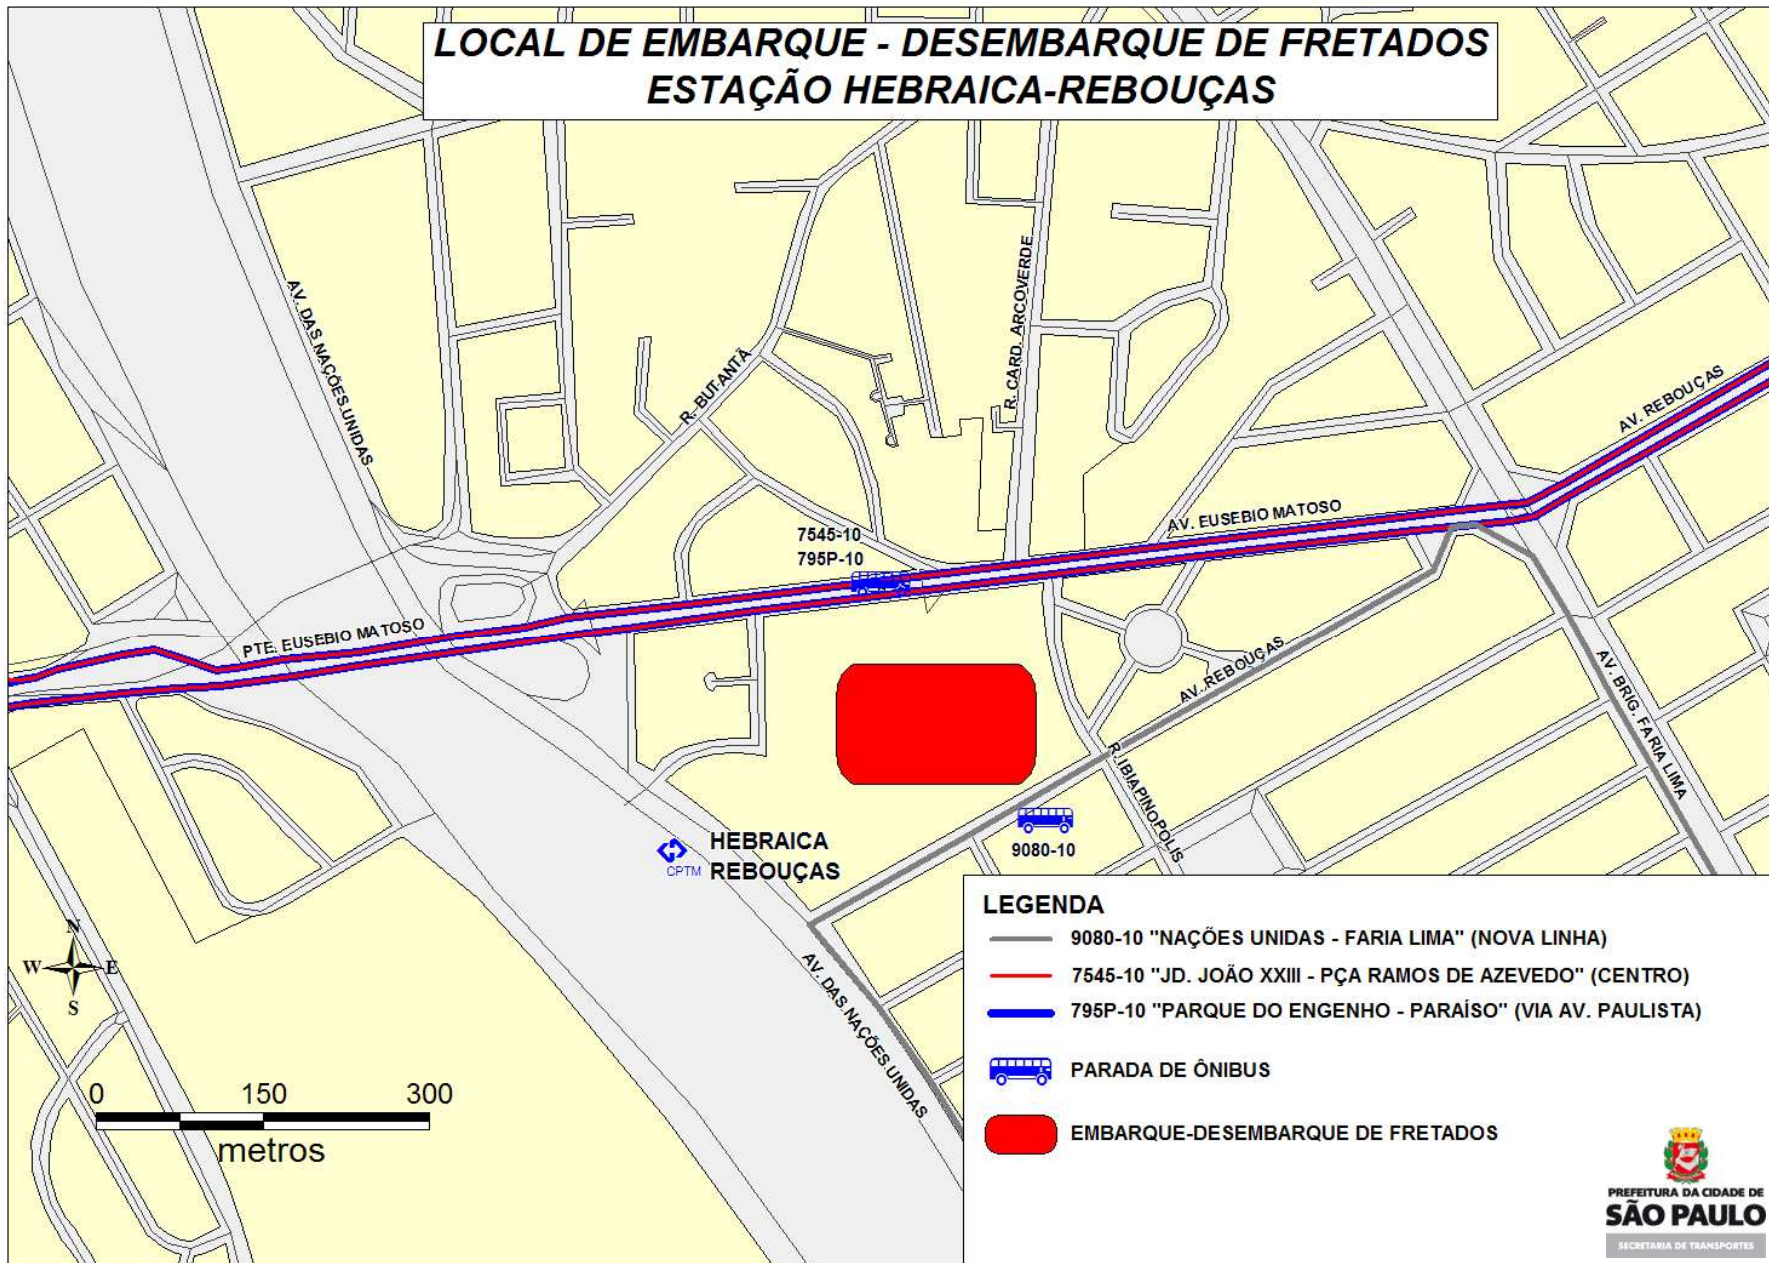 LOCAL DE EMBARQUE - DESEMBARQUE DE FRETADOS
ESTAÇÃO HEBRAICA-REBOUÇAS
AV. DAS NAÇÕES UNIDAS
R. BUTANTÃ
R. CARD. ARCOVERDE
AV. REBOUÇAS
AV. EUSEBIO MATOSO
7545-10
795P-10
PTE. EUSEBIO MATOSO
AV. REBOUÇAS
AV. BRIG. FARIA LIMA
R. IBIAPINOPOLIS
HEBRAICA
REBOUÇAS
CPTM
9080-10
AV. DAS NAÇÕES UNIDAS
N
W
E
S
0 150 300
metros
LEGENDA
9080-10 "NAÇÕES UNIDAS - FARIA LIMA" (NOVA LINHA)
7545-10 "JD. JOÃO XXIII - PÇA RAMOS DE AZEVEDO" (CENTRO)
795P-10 "PARQUE DO ENGENHO - PARAÍSO" (VIA AV. PAULISTA)
PARADA DE ÔNIBUS
EMBARQUE-DESEMBARQUE DE FRETADOS
PREFEITURA DA CIDADE DE
SÃO PAULO
SECRETARIA DE TRANSPORTES